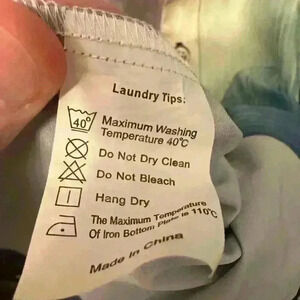 Laundry Tips:
40° Maximum Washing
Temperature 40℃
Do Not Dry Clean
Do Not Bleach
Hang Dry
The Maximum Temperature
Of Iron Bottom Plate is 110℃
Made in China